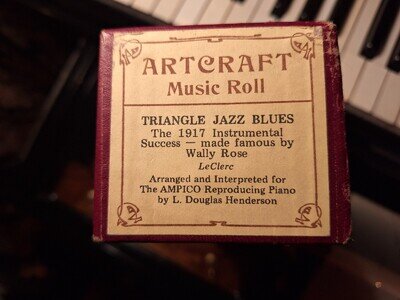 ARTCRAFT
Music Roll
TRIANGLE JAZZ BLUES
The 1917 Instrumental
Success — made famous by
Wally Rose
LeClerc
Arranged and Interpreted for
The AMPICO Reproducing Piano
by L. Douglas Henderson